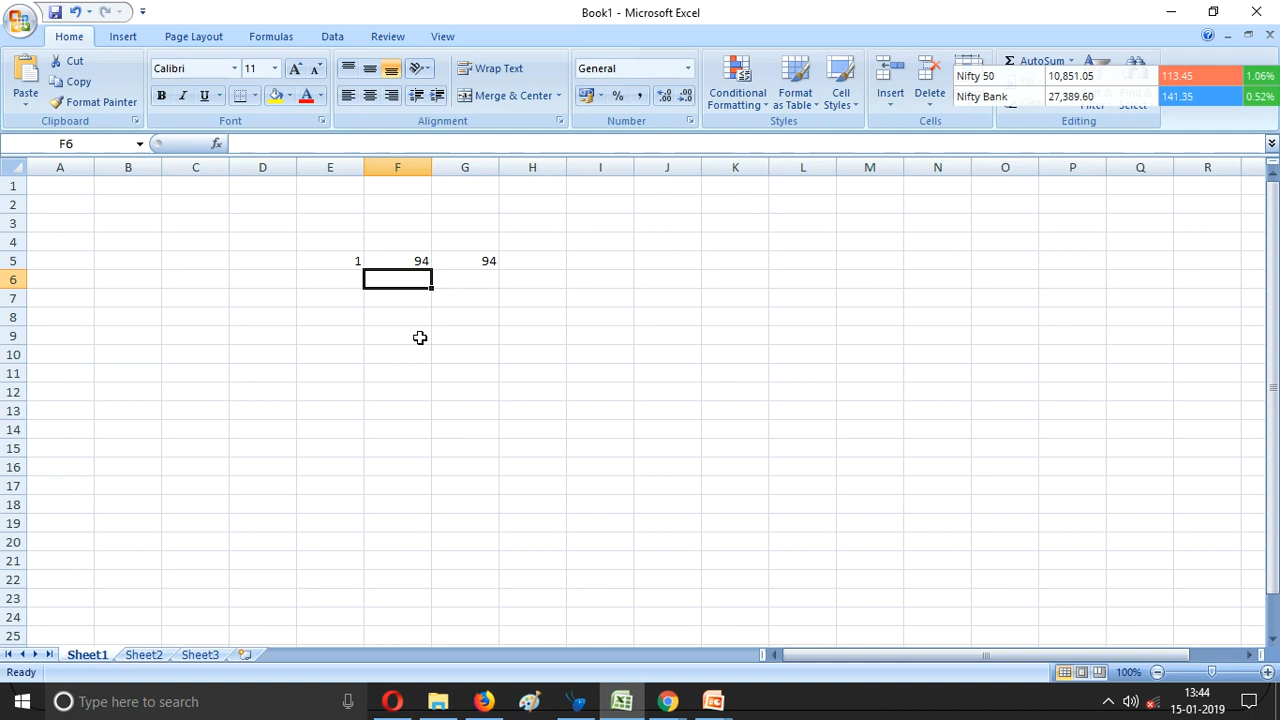 Book1 - Microsoft Excel
Home Insert Page Layout Formulas Data Review View
Paste
Cut
Copy
Format Painter
Clipboard
Calibri 11
B I U
A A
Font
Wrap Text
Merge & Center
Alignment
General
% ,
Number
Conditional Formatting
Format as Table
Cell Styles
Styles
Insert
Delete
Cells
Σ AutoSum
Filter Select
Editing
Nifty 50 10,851.05 113.45 1.06%
Nifty Bank 27,389.60 141.35 0.52%
F6 fx
A B C D E F G H I J K L M N O P Q R
1
2
3
4
5 1 94 94
6
7
8
9
10
11
12
13
14
15
16
17
18
19
20
21
22
23
24
25
Sheet1 Sheet2 Sheet3
Ready 100%
Type here to search
13:44
15-01-2019